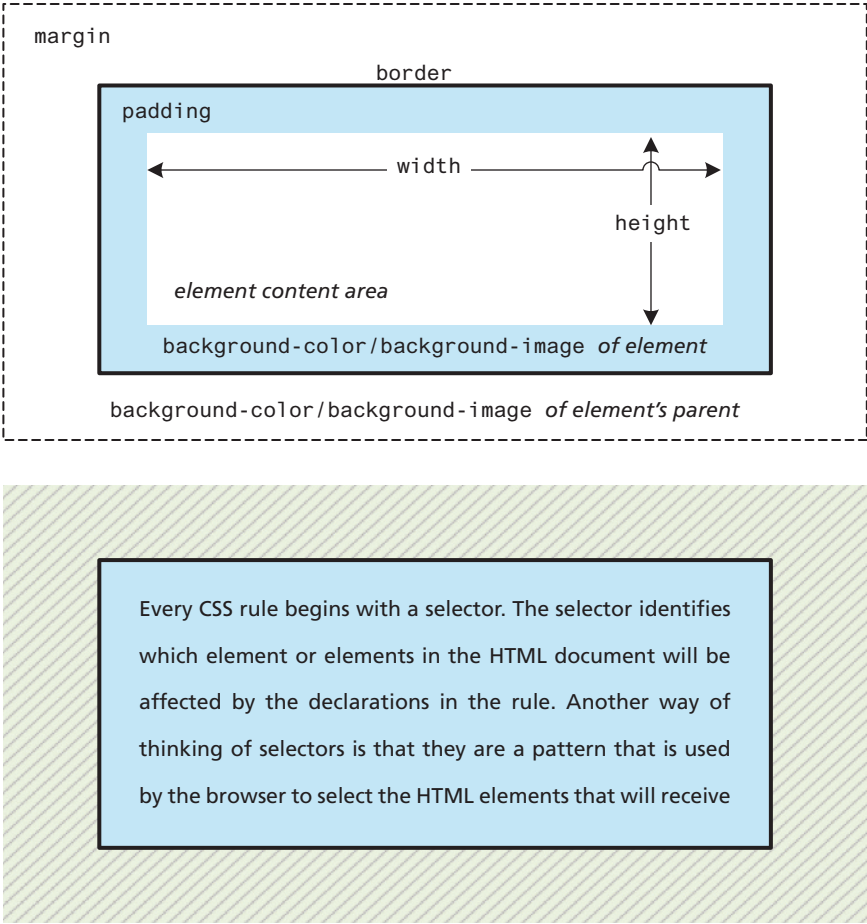 margin
border
padding
width
height
element content area
background-color/background-image of element
background-color/background-image of element's parent
Every CSS rule begins with a selector. The selector identifies
which element or elements in the HTML document will be
affected by the declarations in the rule. Another way of
thinking of selectors is that they are a pattern that is used
by the browser to select the HTML elements that will receive